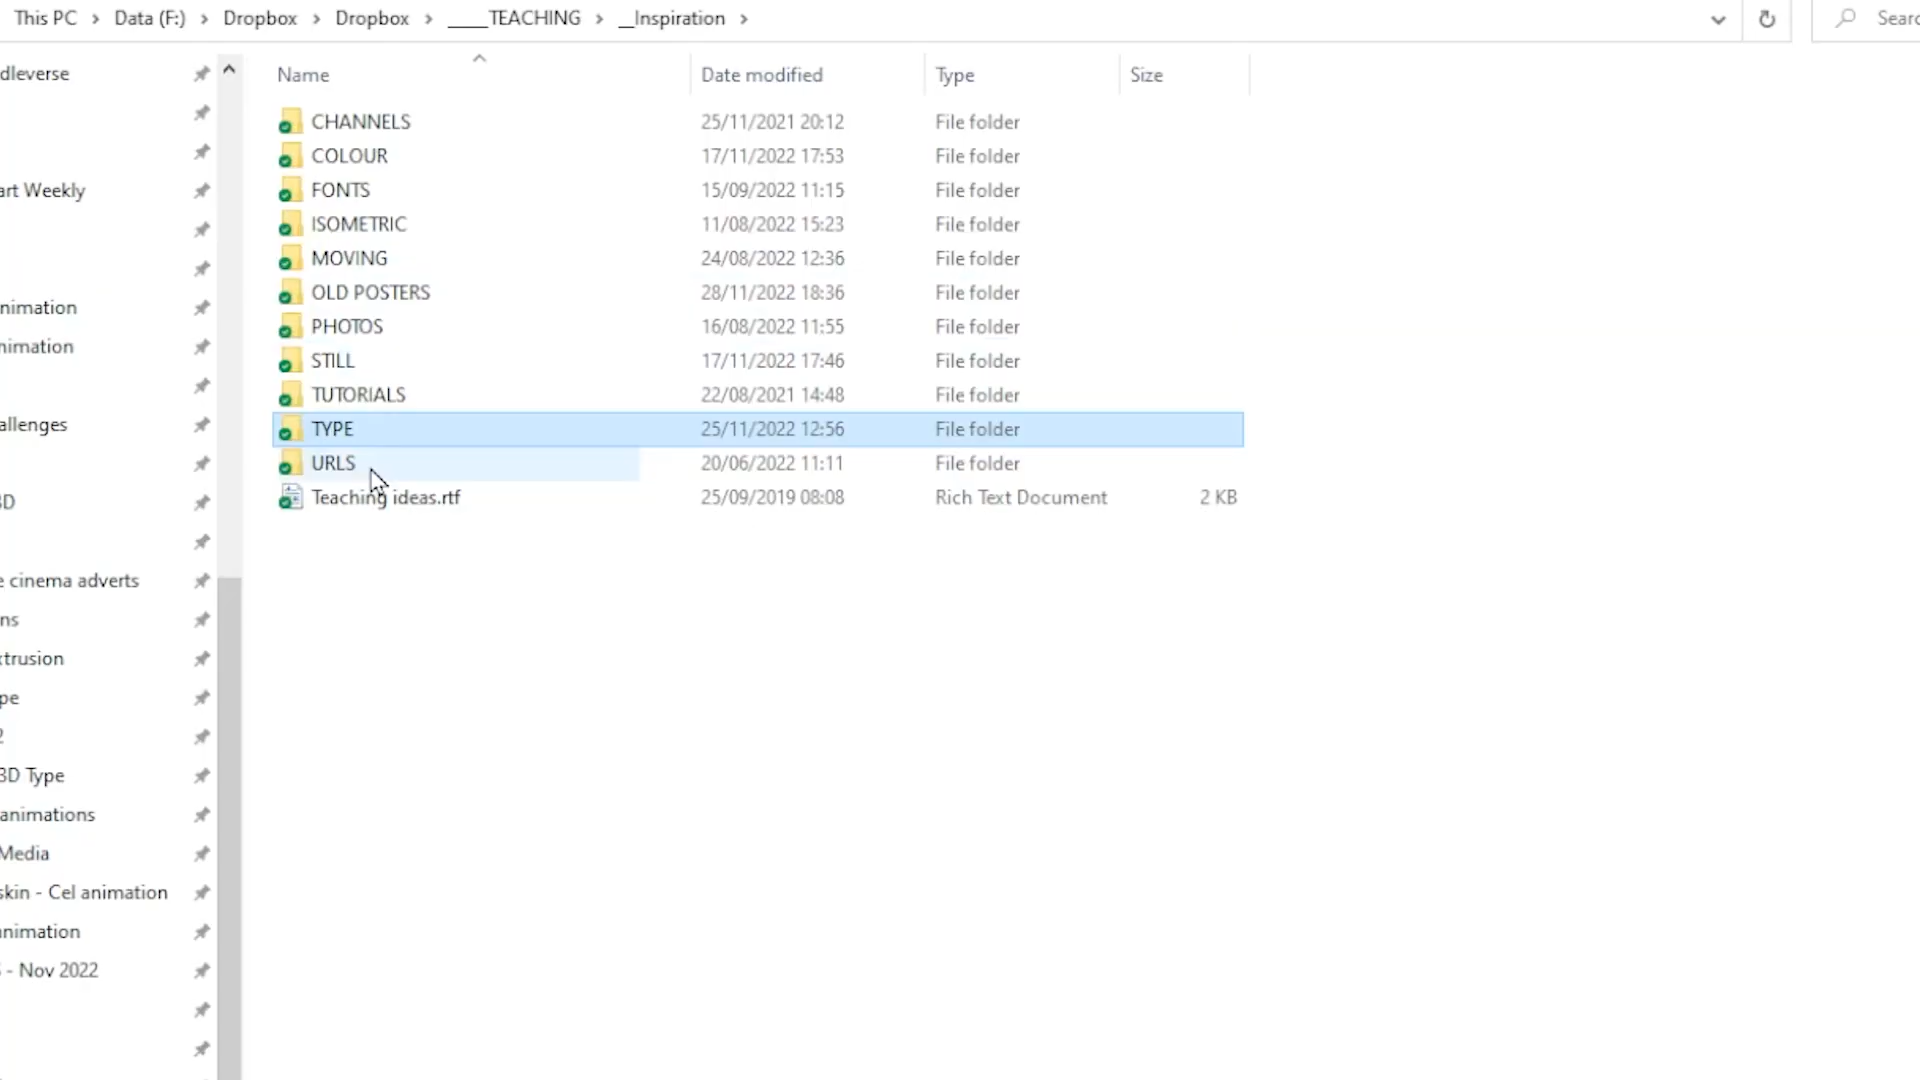 This PC > Data (F:) > Dropbox > Dropbox > ____TEACHING > __Inspiration >
Sear
Name Date modified Type Size
CHANNELS 25/11/2021 20:12 File folder
COLOUR 17/11/2022 17:53 File folder
FONTS 15/09/2022 11:15 File folder
ISOMETRIC 11/08/2022 15:23 File folder
MOVING 24/08/2022 12:36 File folder
OLD POSTERS 28/11/2022 18:36 File folder
PHOTOS 16/08/2022 11:55 File folder
STILL 17/11/2022 17:46 File folder
TUTORIALS 22/08/2021 14:48 File folder
TYPE 25/11/2022 12:56 File folder
URLS 20/06/2022 11:11 File folder
Teaching ideas.rtf 25/09/2019 08:08 Rich Text Document 2 KB
dleverse
art Weekly
nimation
nimation
allenges
3D
e cinema adverts
ns
xtrusion
pe
2
3D Type
animations
Media
skin - Cel animation
animation
- Nov 2022